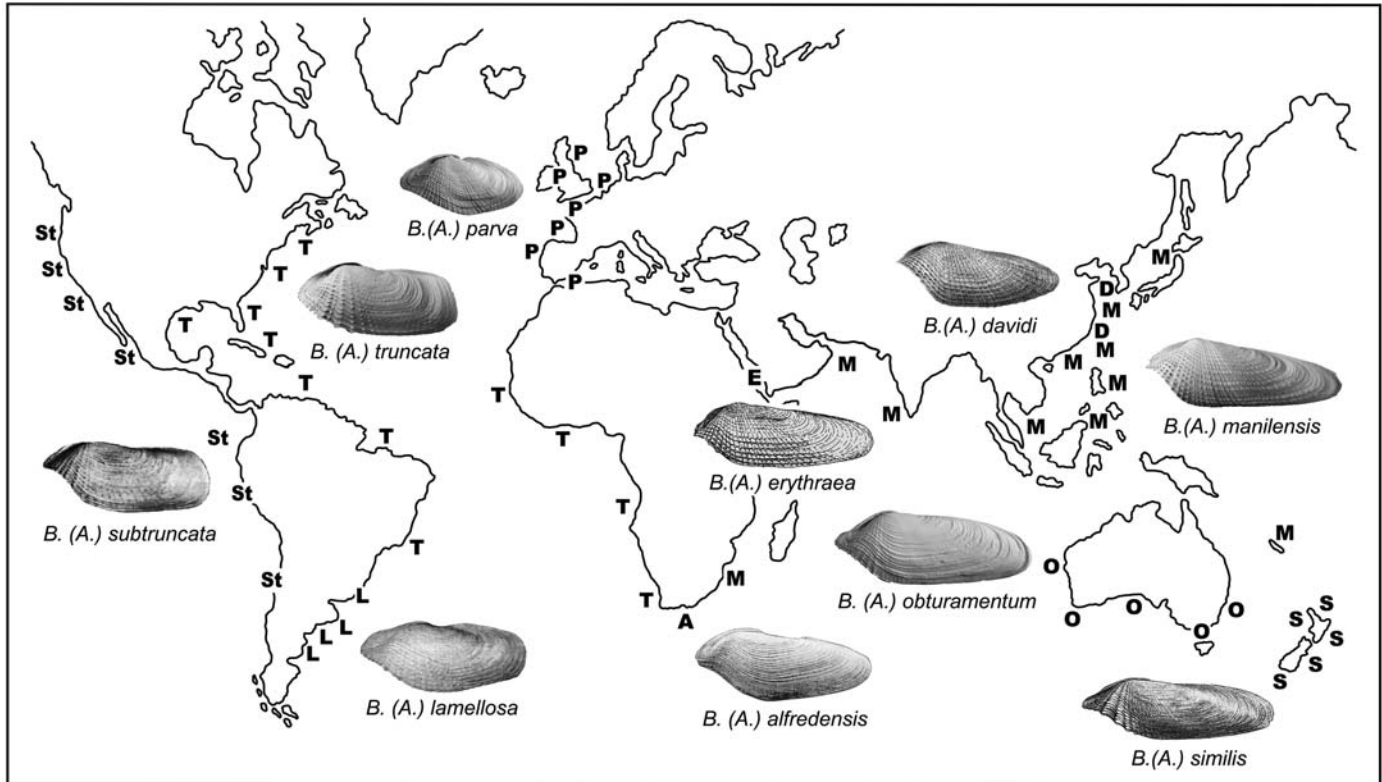 P
P
P
B.(A.) parva
P
St
T
P
P
M
St
T
P
D
B.(A.) davidi
M
St
T
T
D
T
B. (A.) truncata
M
M
St
E
M
T
T
M
M
B.(A.) manilensis
M
M
St
T
T
B.(A.) erythraea
St
T
B. (A.) subtruncata
T
M
O
B. (A.) obturamentum
St
M
L
T
O
O
S
S
A
O
L
L
O
S
L
S
S
B. (A.) lamellosa
B. (A.) alfredensis
B.(A.) similis